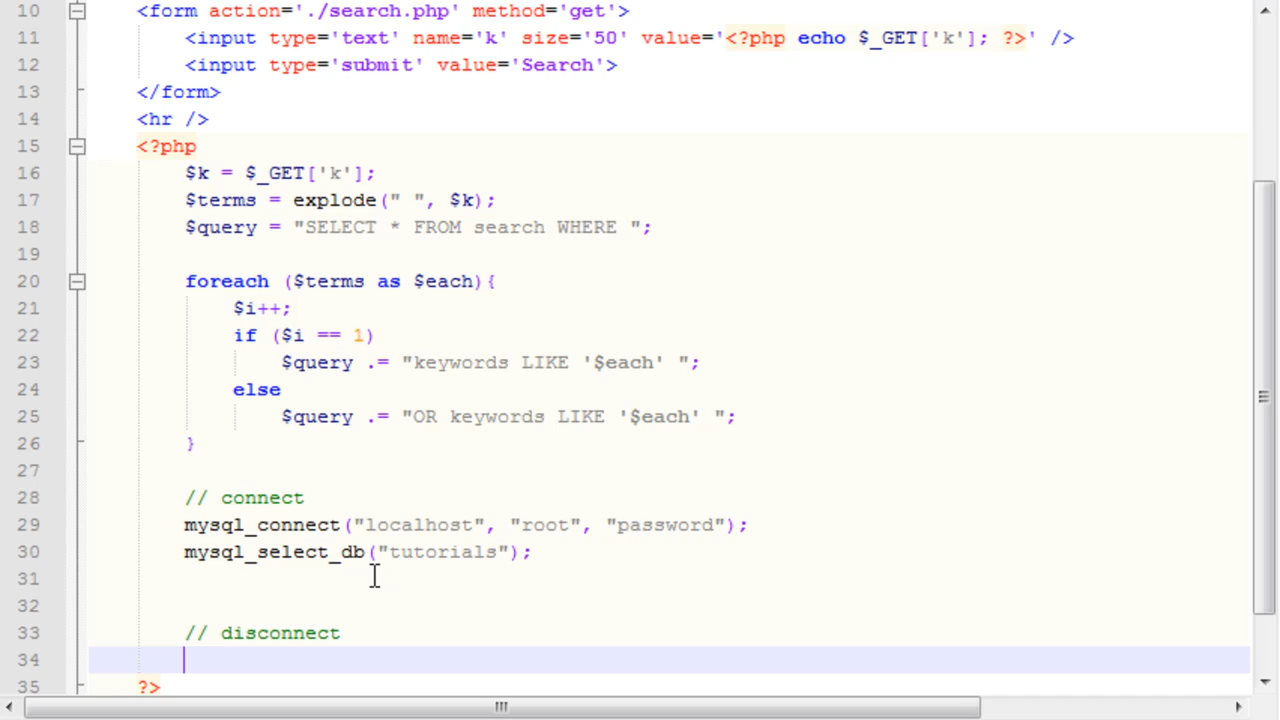 10 <form action='./search.php' method='get'>
11 <input type='text' name='k' size='50' value='<?php echo $_GET['k']; ?>' />
12 <input type='submit' value='Search'>
13 </form>
14 <hr />
15 <?php
16 $k = $_GET['k'];
17 $terms = explode(" ", $k);
18 $query = "SELECT * FROM search WHERE ";
19
20 foreach ($terms as $each){
21 $i++;
22 if ($i == 1)
23 $query .= "keywords LIKE '$each' ";
24 else
25 $query .= "OR keywords LIKE '$each' ";
26 }
27
28 // connect
29 mysql_connect("localhost", "root", "password");
30 mysql_select_db("tutorials");
31
32
33 // disconnect
34
35 ?>